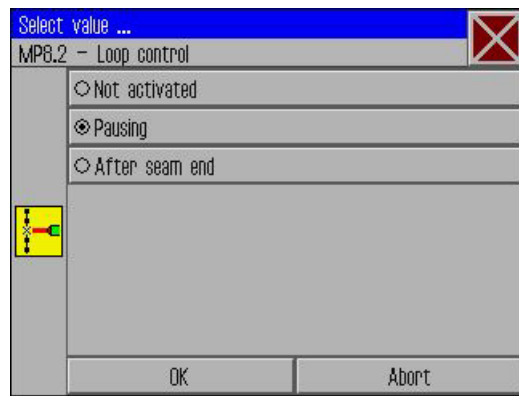 Select value ...
MP8.2 - Loop control
Not activated
Pausing
After seam end
OK
Abort